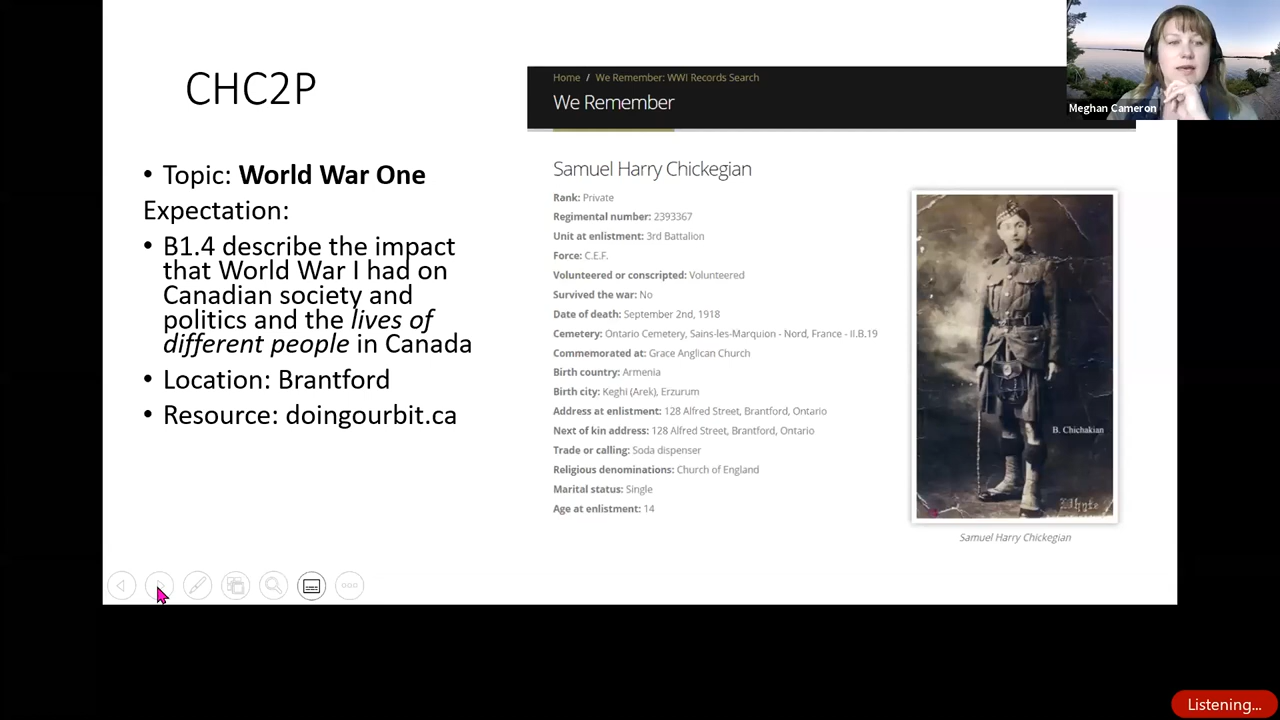 CHC2P
• Topic: World War One
Expectation:
• B1.4 describe the impact
that World War I had on
Canadian society and
politics and the lives of
different people in Canada
• Location: Brantford
• Resource: doingourbit.ca
Home / We Remember: WWI Records Search
We Remember
Samuel Harry Chickegian
Rank: Private
Regimental number: 2393367
Unit at enlistment: 3rd Battalion
Force: C.E.F.
Volunteered or conscripted: Volunteered
Survived the war: No
Date of death: September 2nd, 1918
Cemetery: Ontario Cemetery, Sains-les-Marquion - Nord, France - II.B.19
Commemorated at: Grace Anglican Church
Birth country: Armenia
Birth city: Keghi (Arek), Erzurum
Address at enlistment: 128 Alfred Street, Brantford, Ontario
Next of kin address: 128 Alfred Street, Brantford, Ontario
Trade or calling: Soda dispenser
Religious denominations: Church of England
Marital status: Single
Age at enlistment: 14
B. Chichakian
Whyte
Samuel Harry Chickegian
Meghan Cameron
Listening...